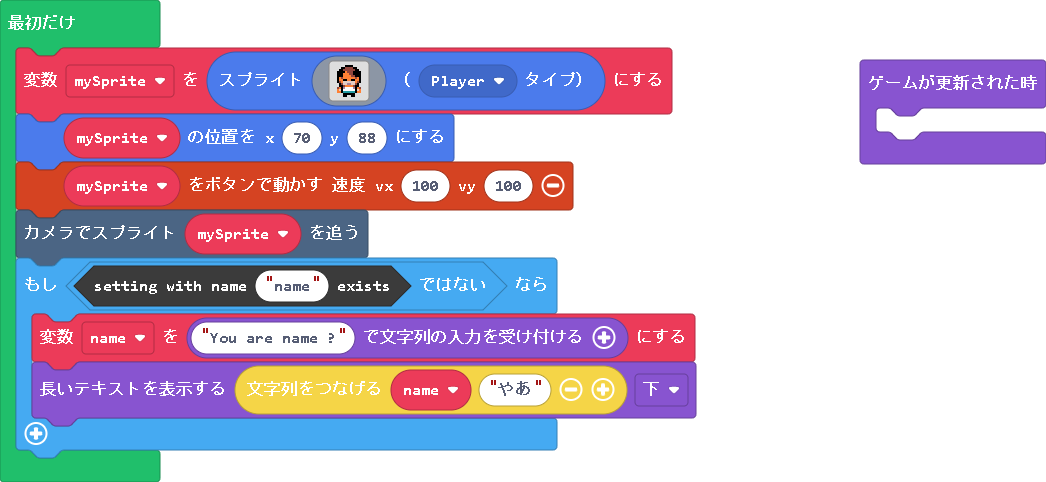 最初だけ
変数 mySprite を スプライト ( Player タイプ) にする
mySprite の位置を x 70 y 88 にする
mySprite をボタンで動かす 速度 vx 100 vy 100
カメラでスプライト mySprite を追う
もし setting with name "name" exists ではない なら
変数 name を "You are name ?" で文字列の入力を受け付ける にする
長いテキストを表示する 文字列をつなげる name "やあ" 下
ゲームが更新された時